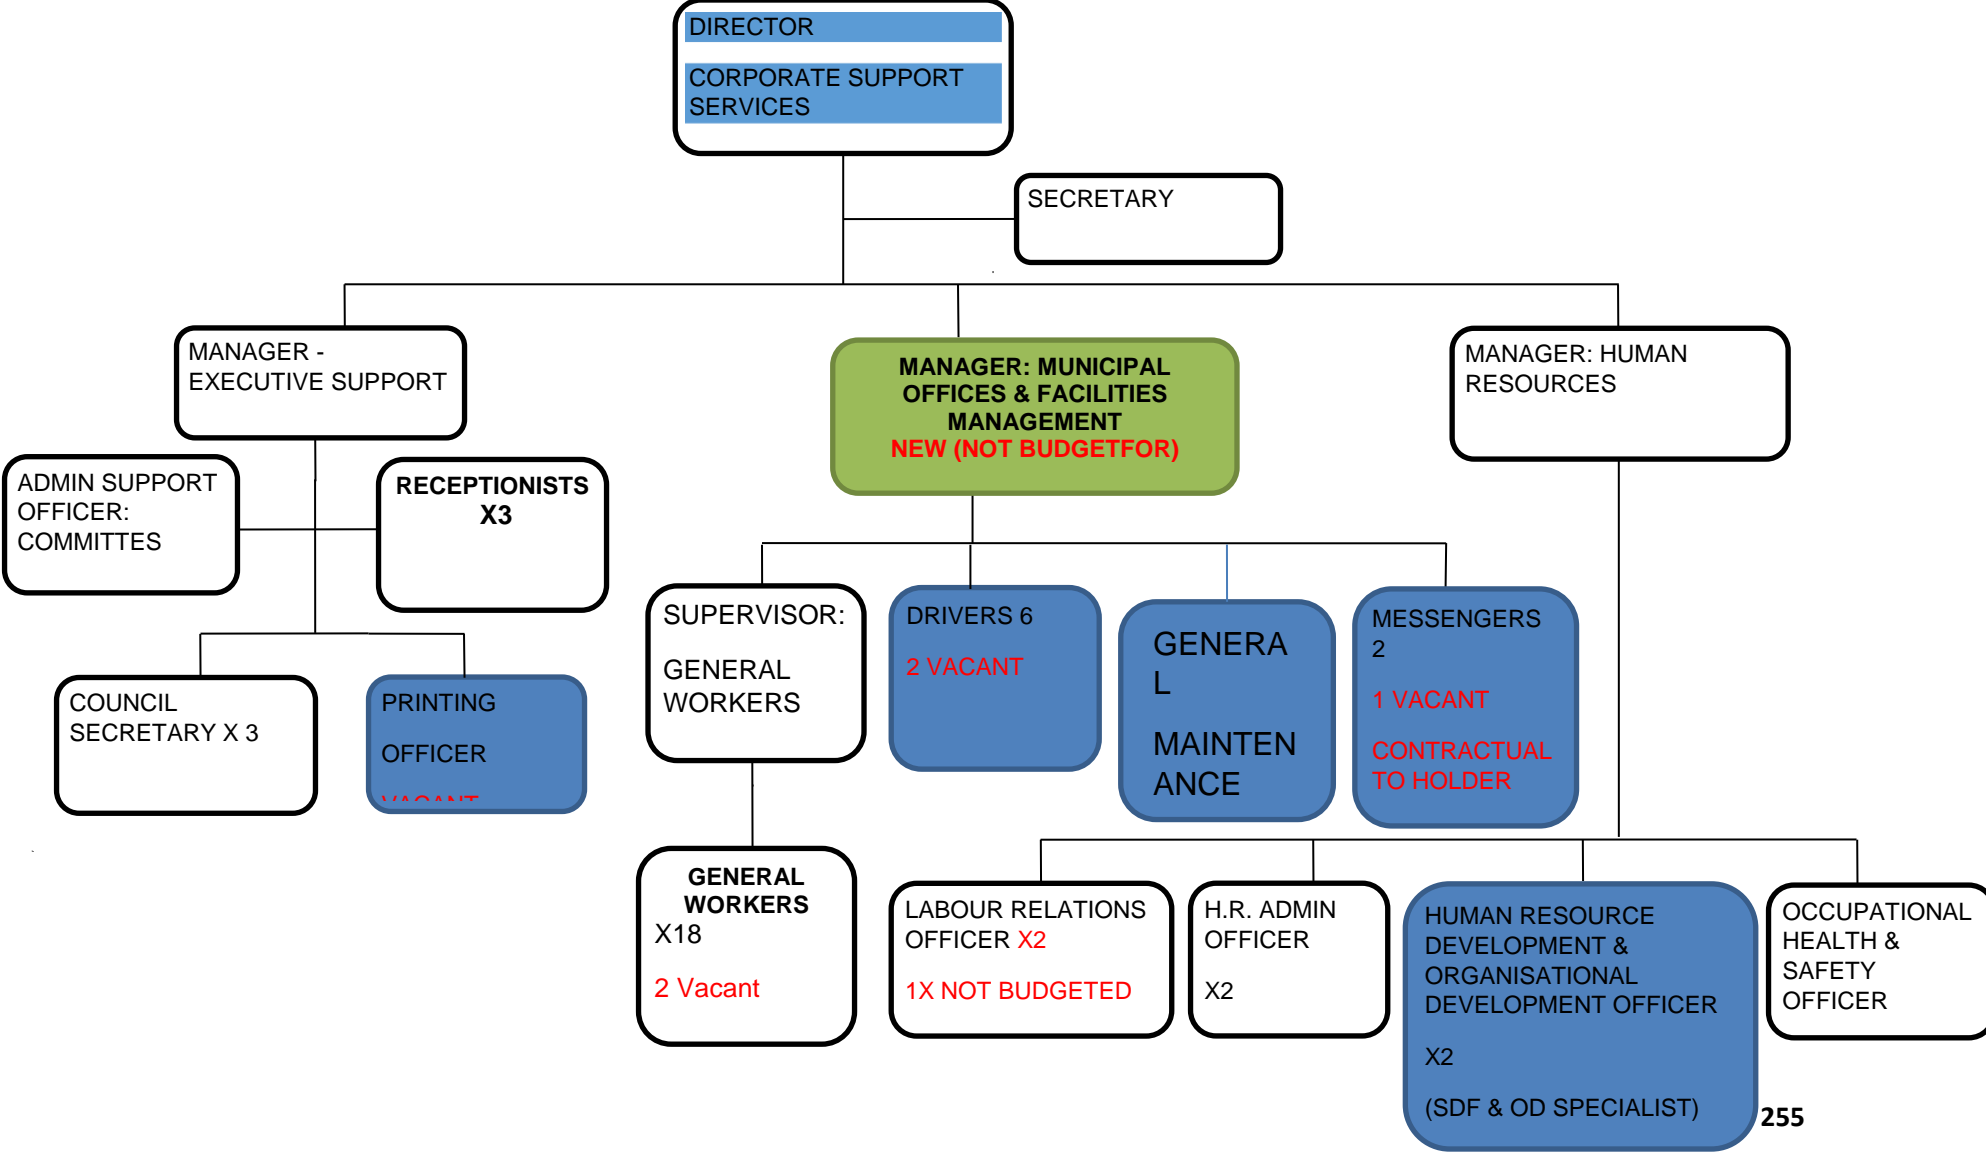 DIRECTOR
CORPORATE SUPPORT
SERVICES
SECRETARY
MANAGER -
EXECUTIVE SUPPORT
MANAGER: MUNICIPAL
OFFICES & FACILITIES
MANAGEMENT
NEW (NOT BUDGETFOR)
MANAGER: HUMAN
RESOURCES
ADMIN SUPPORT
OFFICER:
COMMITTES
RECEPTIONISTS
X3
SUPERVISOR:
GENERAL
WORKERS
DRIVERS 6
2 VACANT
GENERA
L
MAINTEN
ANCE
MESSENGERS
2
1 VACANT
CONTRACTUAL
TO HOLDER
COUNCIL
SECRETARY X 3
PRINTING
OFFICER
VACANT
GENERAL
WORKERS
X18
2 Vacant
LABOUR RELATIONS
OFFICER X2
1X NOT BUDGETED
H.R. ADMIN
OFFICER
X2
HUMAN RESOURCE
DEVELOPMENT &
ORGANISATIONAL
DEVELOPMENT OFFICER
X2
(SDF & OD SPECIALIST)
OCCUPATIONAL
HEALTH &
SAFETY
OFFICER
255